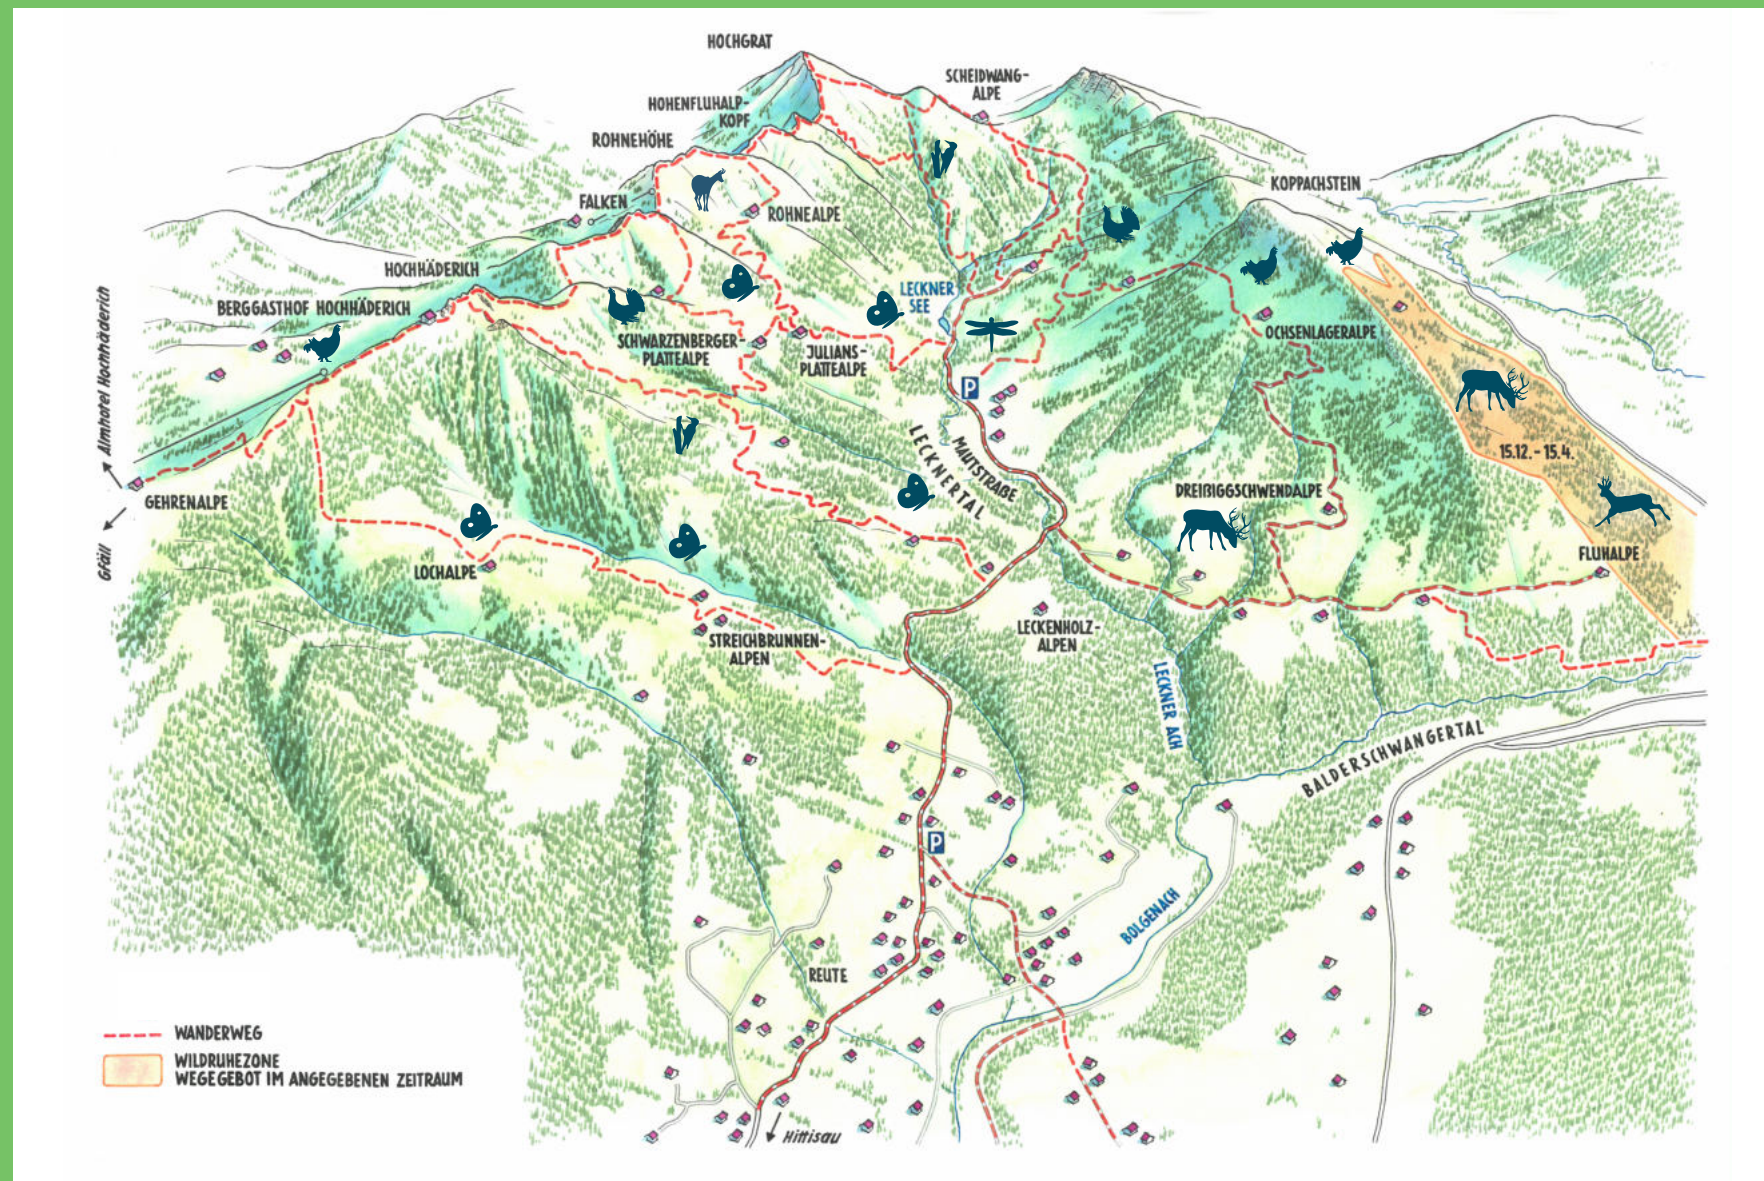 HOCHGRAT
SCHEIDWANG-
ALPE
HOHENFLUHALP-
KOPF
ROHNEHÖHE
KOPPACHSTEIN
FALKEN
ROHNEALPE
HOCHHÄDERICH
LECKNER
SEE
BERGGASTHOF HOCHHÄDERICH
Almhotel Hochhäderich
SCHWARZENBERGER-
PLATTEALPE
JULIANS-
PLATTEALPE
OCHSENLAGERALPE
P
MAUTSTRAßE
LECKNERTAL
15.12. - 15.4.
GEHRENALPE
DREIßIGGSCHWENDALPE
Gfäll
LOCHALPE
FLUHALPE
STREICHBRUNNEN-
ALPEN
LECKENHOLZ-
ALPEN
LECKNER ACH
BALDERSCHWANGERTAL
P
BOLGENACH
REUTE
WANDERWEG
WILDRUHEZONE
WEGEGEBOT IM ANGEGEBENEN ZEITRAUM
Hittisau